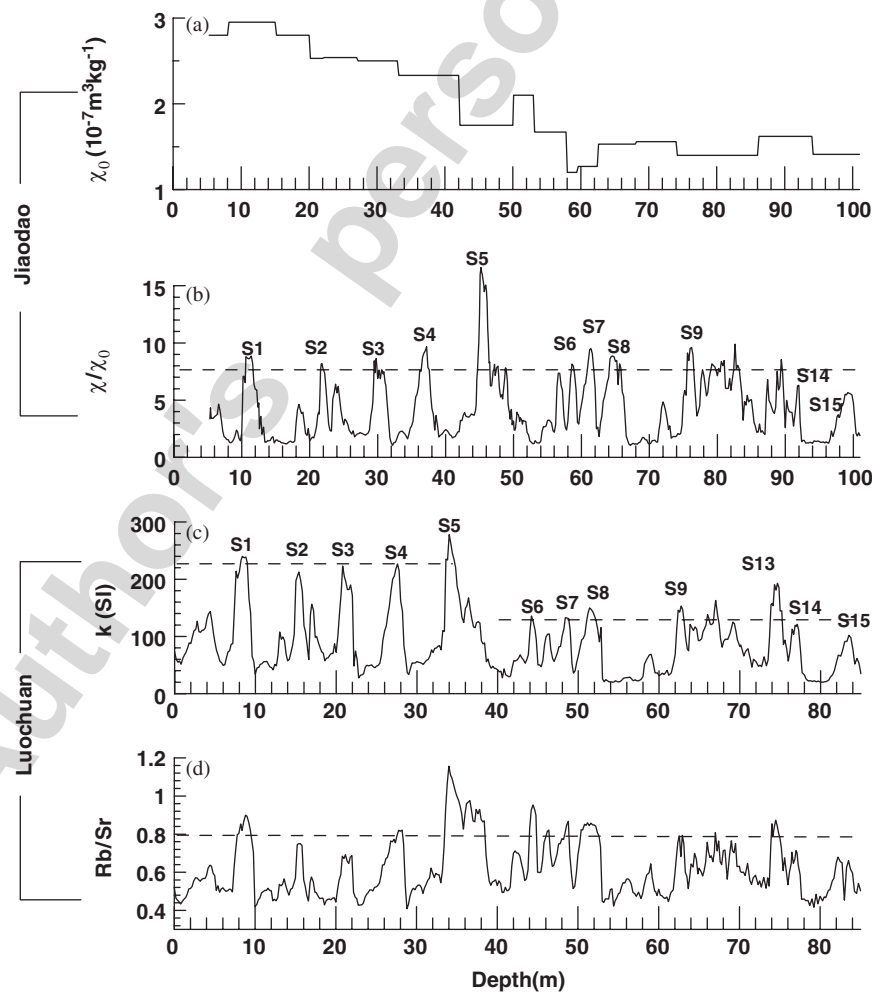 Jiaodao
Luochuan
Author's perso
(a)
χ₀ (10⁻⁷m³kg⁻¹)
3
2
1
0 10 20 30 40 50 60 70 80 90 100
(b)
χ/χ₀
15
10
5
0
S1 S2 S3 S4 S5 S6 S7 S8 S9 S14 S15
0 10 20 30 40 50 60 70 80 90 100
(c)
k (SI)
300
200
100
0
S1 S2 S3 S4 S5 S6 S7 S8 S9 S13 S14 S15
0 10 20 30 40 50 60 70 80
(d)
Rb/Sr
1.2
1
0.8
0.6
0.4
0 10 20 30 40 50 60 70 80
Depth(m)